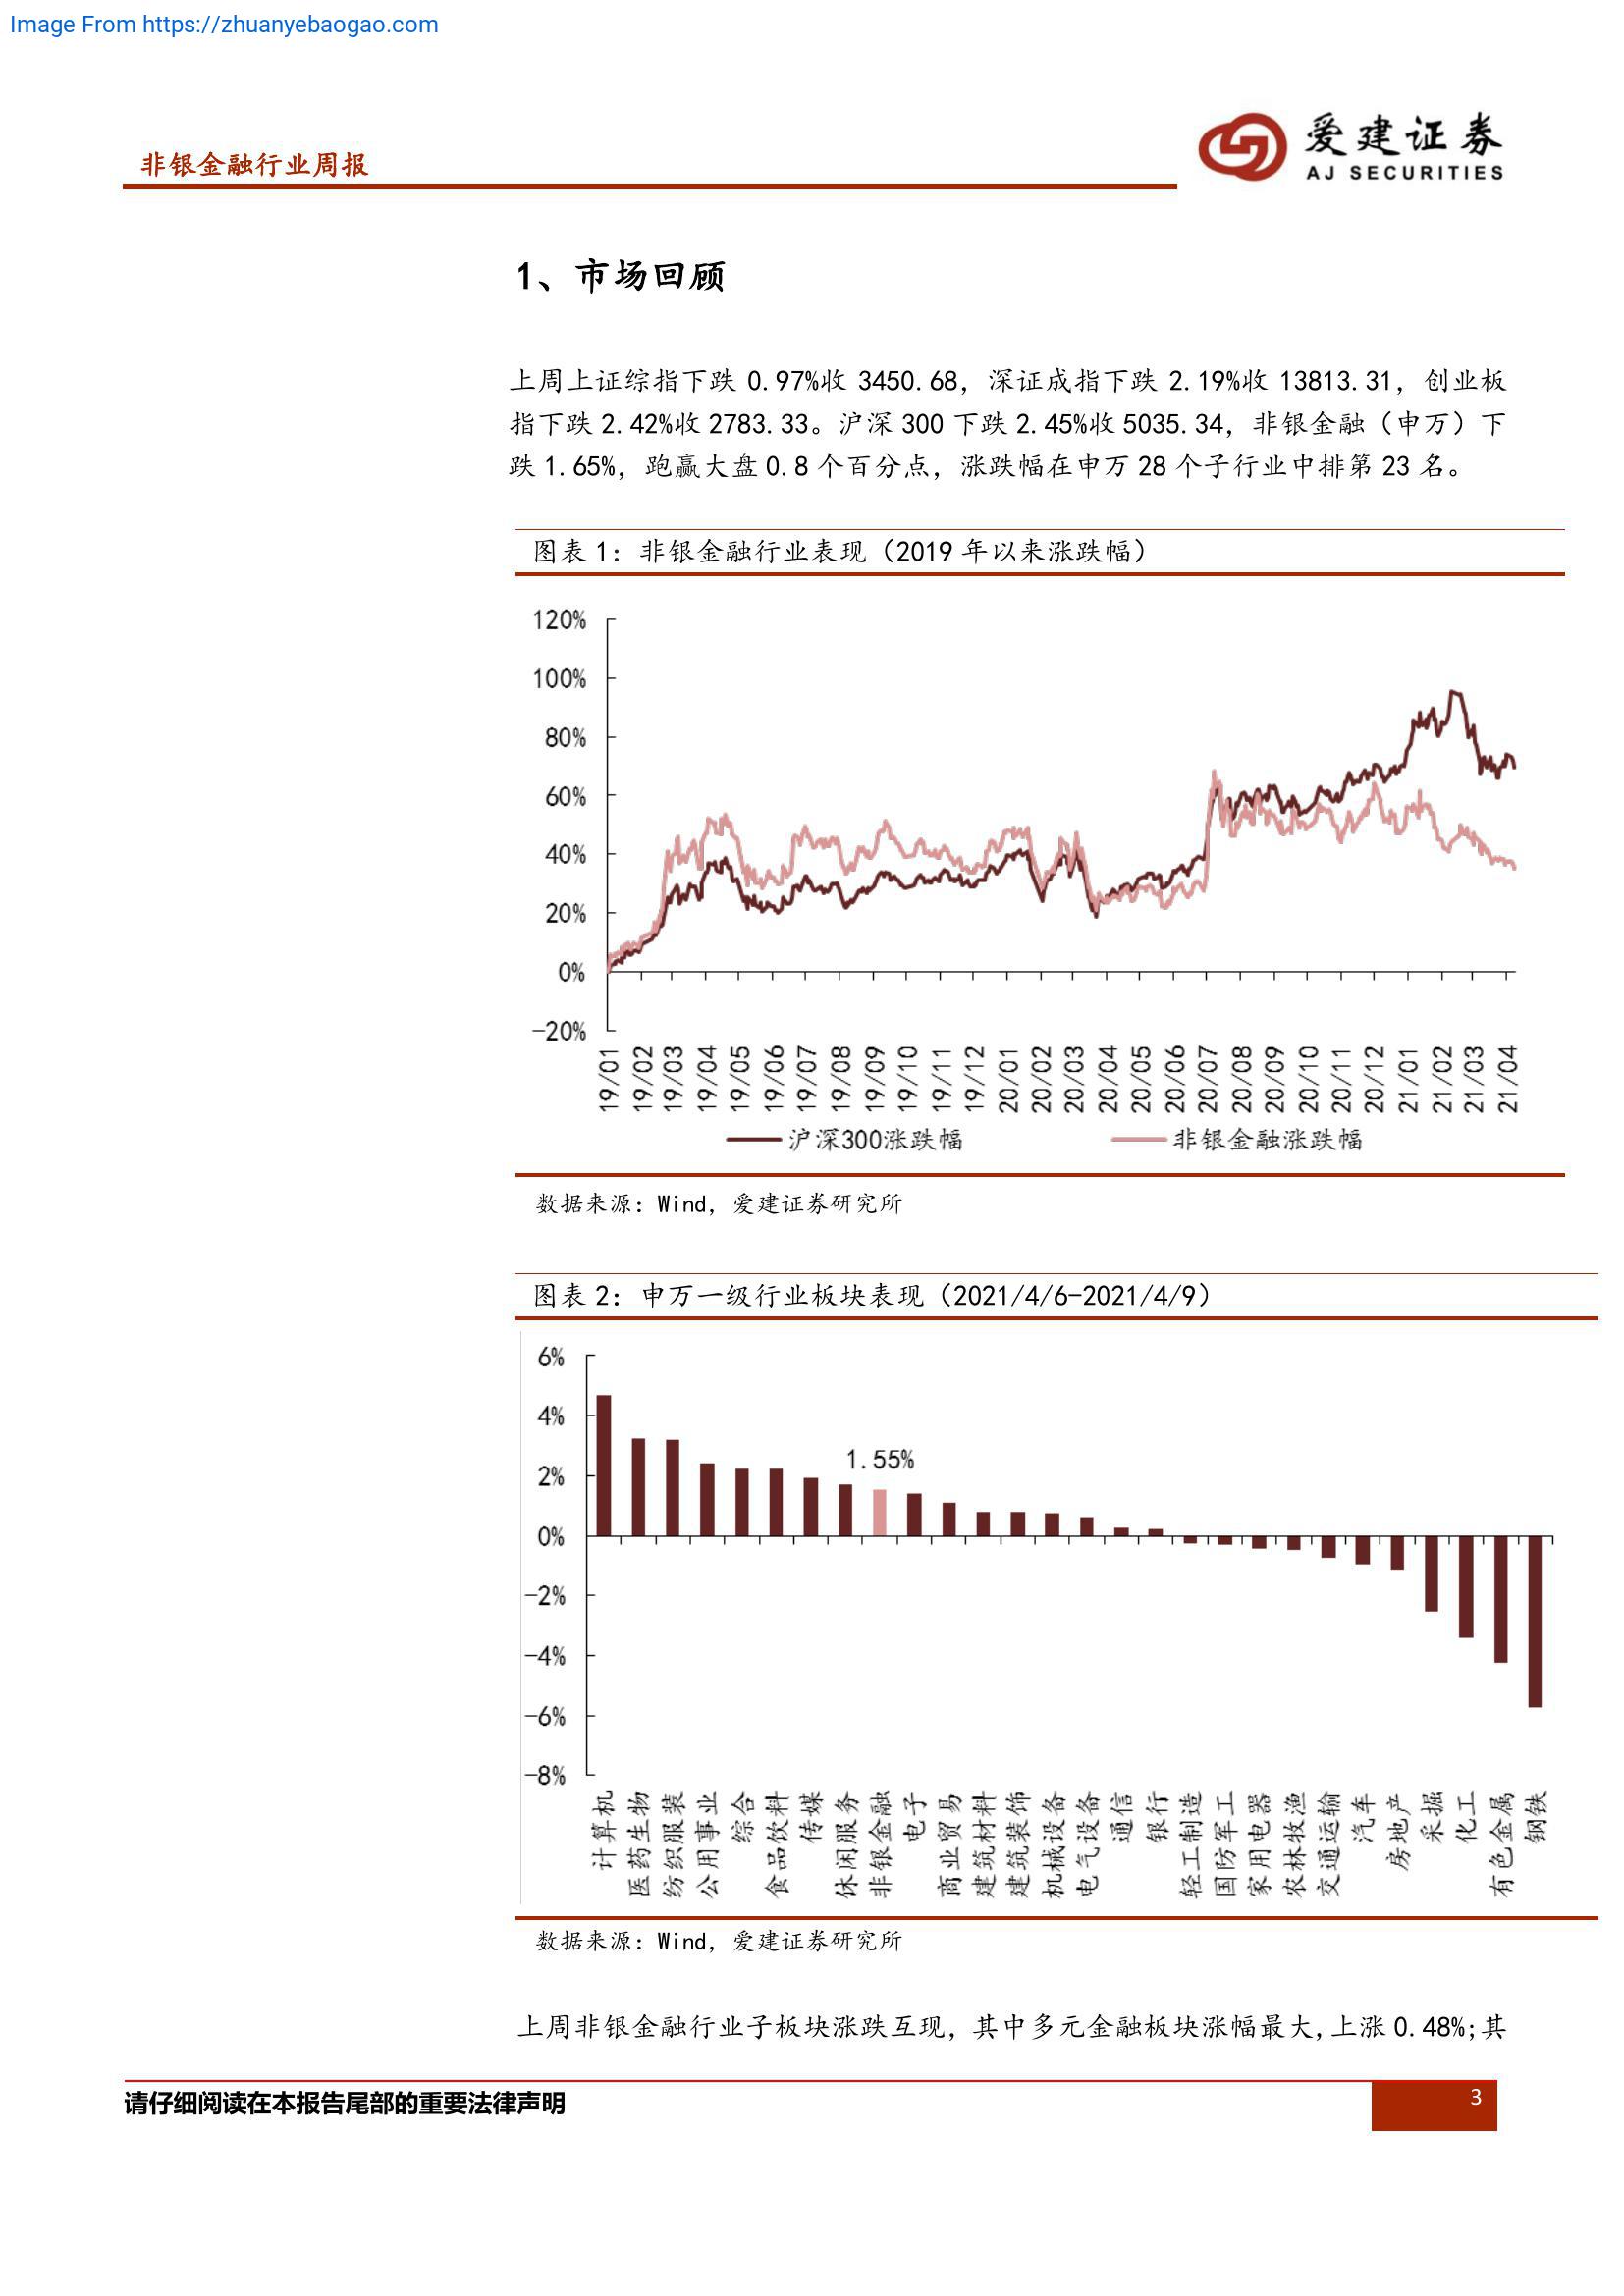 Image From https://zhuanyebaogao.com
非银金融行业周报
爱建证券
AJ SECURITIES
1、市场回顾
上周上证综指下跌 0.97%收 3450.68，深证成指下跌 2.19%收 13813.31，创业板
指下跌 2.42%收 2783.33。沪深 300 下跌 2.45%收 5035.34，非银金融（申万）下
跌 1.65%，跑赢大盘 0.8 个百分点，涨跌幅在申万 28 个子行业中排第 23 名。
图表 1：非银金融行业表现（2019 年以来涨跌幅）
120%
100%
80%
60%
40%
20%
0%
-20%
19/01
19/02
19/03
19/04
19/05
19/06
19/07
19/08
19/09
19/10
19/11
19/12
20/01
20/02
20/03
20/04
20/05
20/06
20/07
20/08
20/09
20/10
20/11
20/12
21/01
21/02
21/03
21/04
沪深300涨跌幅
非银金融涨跌幅
数据来源：Wind，爱建证券研究所
图表 2：申万一级行业板块表现（2021/4/6-2021/4/9）
6%
4%
2%
0%
-2%
-4%
-6%
-8%
1.55%
计算机
医药生物
纺织服装
公用事业
综合
食品饮料
传媒
休闲服务
非银金融
电子
商业贸易
建筑材料
建筑装饰
机械设备
电气设备
通信
银行
轻工制造
国防军工
家用电器
农林牧渔
交通运输
汽车
房地产
采掘
化工
有色金属
钢铁
数据来源：Wind，爱建证券研究所
上周非银金融行业子板块涨跌互现，其中多元金融板块涨幅最大,上涨 0.48%;其
请仔细阅读在本报告尾部的重要法律声明
3